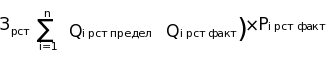 n
З рст ∑ Q i рст предел Q i рст факт )×P i рст факт
i=1